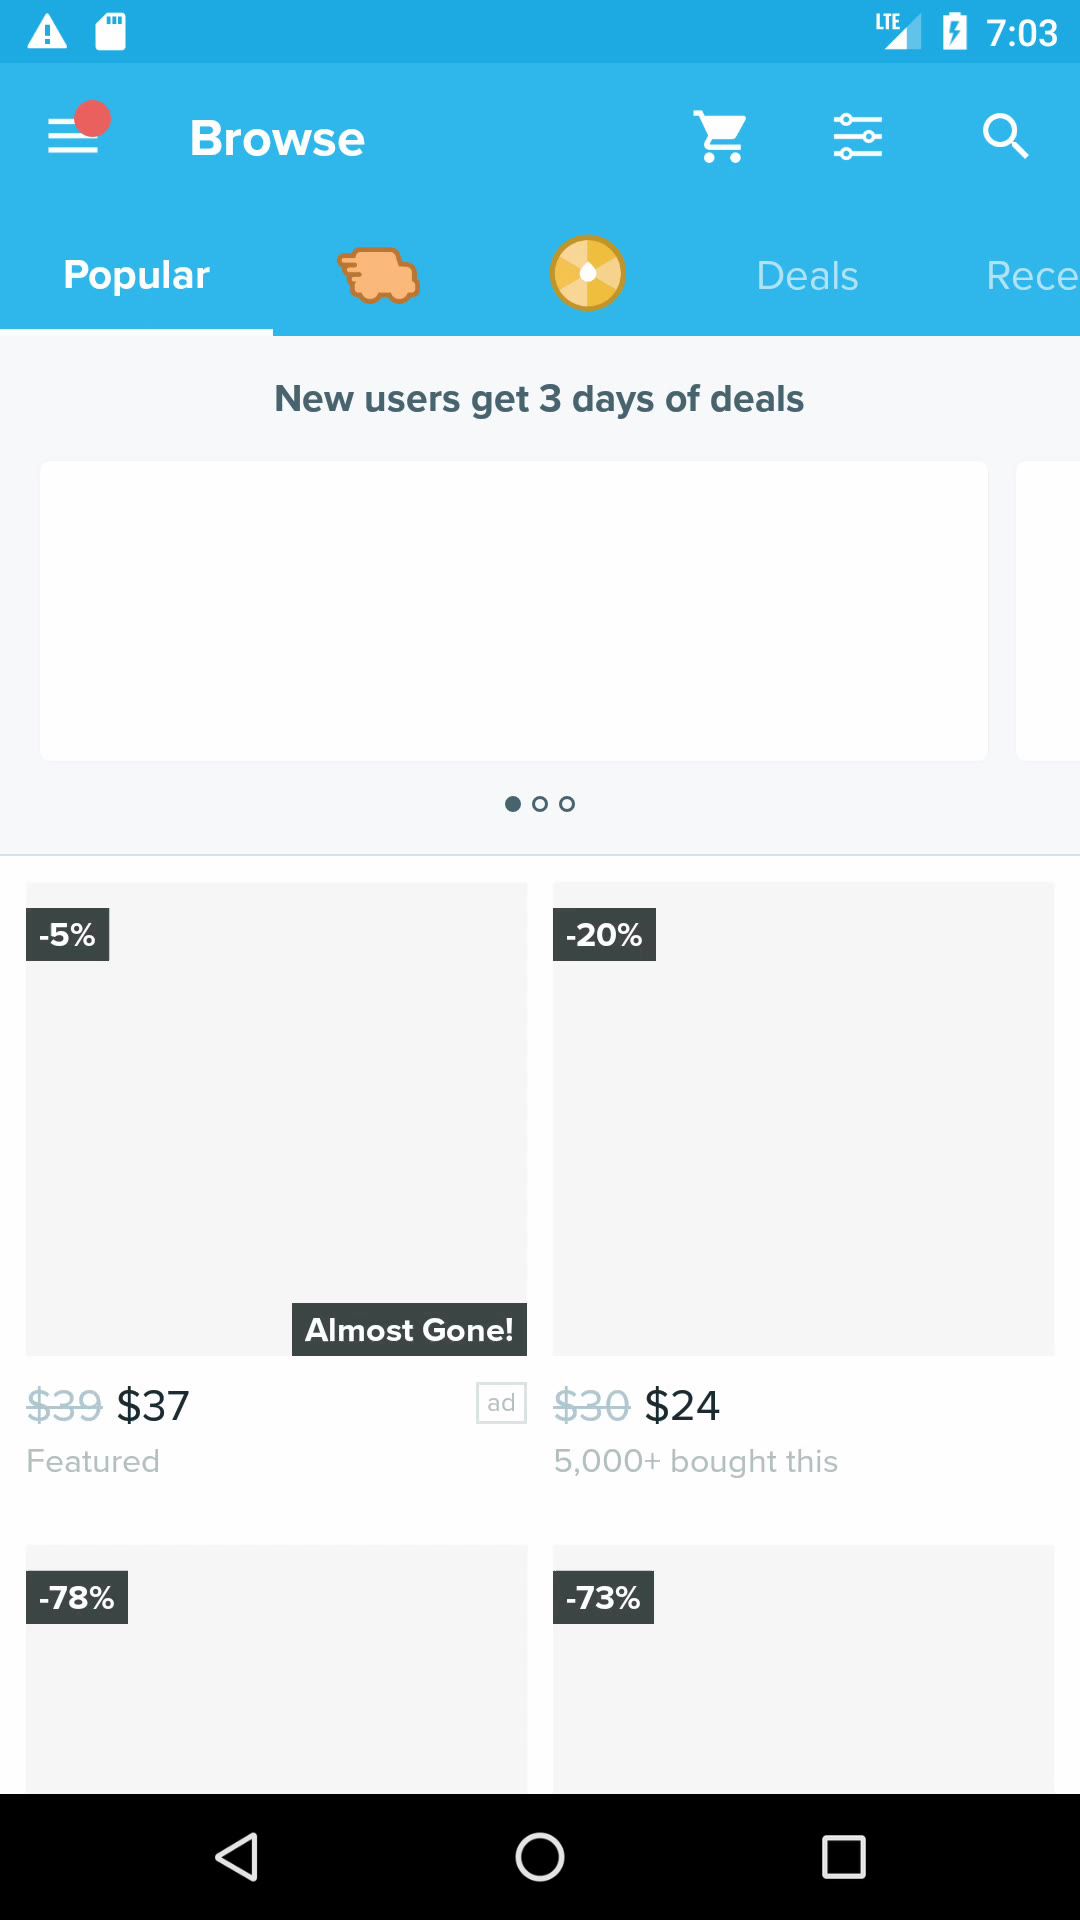 LTE 7:03
Browse
Popular Deals Rece
New users get 3 days of deals
-5% -20%
Almost Gone!
$39 $37 ad $30 $24
Featured 5,000+ bought this
-78% -73%